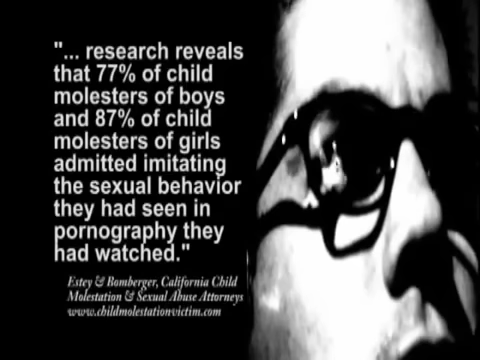 "... research reveals
that 77% of child
molesters of boys
and 87% of child
molesters of girls
admitted imitating
the sexual behavior
they had seen in
pornography they
had watched."
Estey & Bomberger, California Child
Molestation & Sexual Abuse Attorneys
www.childmolestationvictim.com